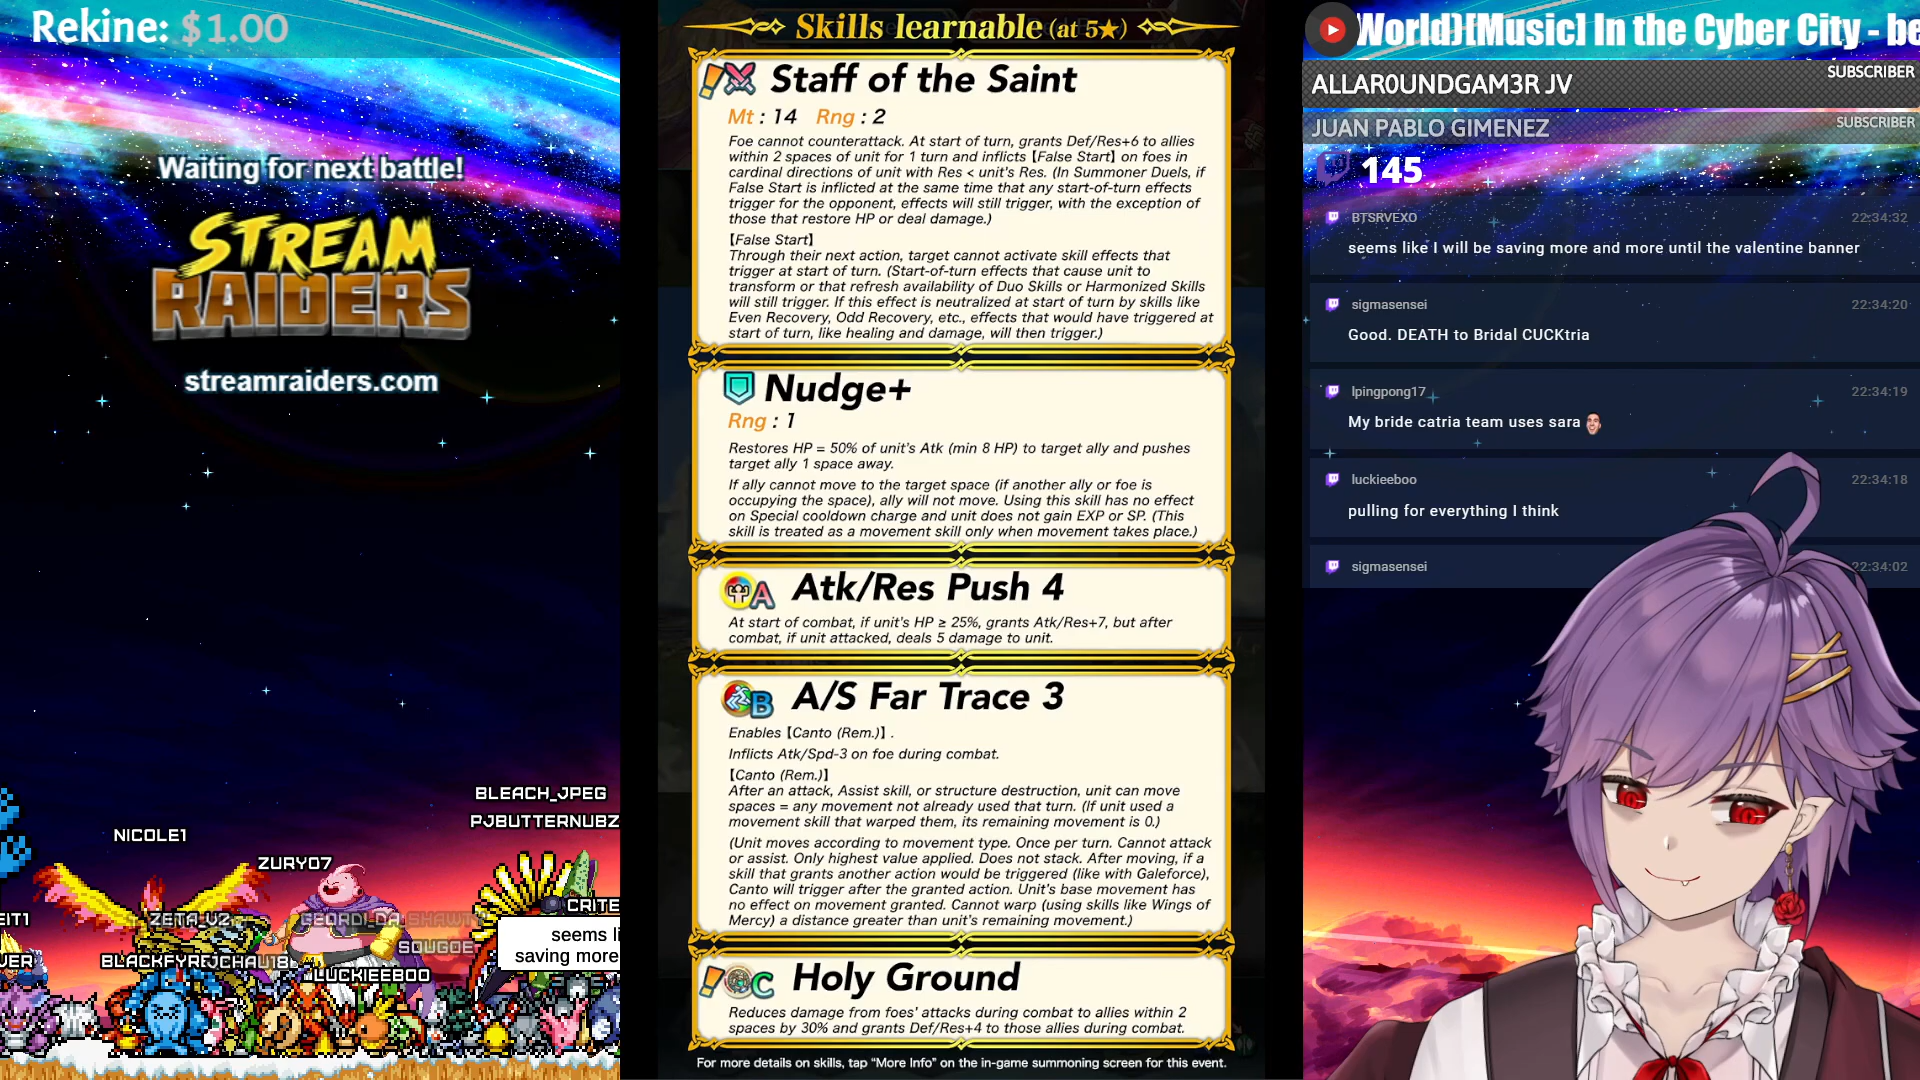 Rekine: $1.00
Waiting for next battle!
STREAM
RAIDERS
streamraiders.com
BLEACH_JPEG
PJBUTTERNUBZ
NICOLE1
ZURY07
CRITE
ZETA_VZ
SOUGOE
BLACKFYRE
JCHAU18
LUCKIEEBOO
seems li
saving more
Skills learnable (at 5★)
Staff of the Saint
Mt : 14 Rng : 2
Foe cannot counterattack. At start of turn, grants Def/Res+6 to allies
within 2 spaces of unit for 1 turn and inflicts【False Start】on foes in
cardinal directions of unit with Res < unit's Res. (In Summoner Duels, if
False Start is inflicted at the same time that any start-of-turn effects
trigger for the opponent, effects will still trigger, with the exception of
those that restore HP or deal damage.)
【False Start】
Through their next action, target cannot activate skill effects that
trigger at start of turn. (Start-of-turn effects that cause unit to
transform or that refresh availability of Duo Skills or Harmonized Skills
will still trigger. If this effect is neutralized at start of turn by skills like
Even Recovery, Odd Recovery, etc., effects that would have triggered at
start of turn, like healing and damage, will then trigger.)
Nudge+
Rng : 1
Restores HP = 50% of unit's Atk (min 8 HP) to target ally and pushes
target ally 1 space away.
If ally cannot move to the target space (if another ally or foe is
occupying the space), ally will not move. Using this skill has no effect
on Special cooldown charge and unit does not gain EXP or SP. (This
skill is treated as a movement skill only when movement takes place.)
A Atk/Res Push 4
At start of combat, if unit's HP ≥ 25%, grants Atk/Res+7, but after
combat, if unit attacked, deals 5 damage to unit.
B A/S Far Trace 3
Enables【Canto (Rem.)】.
Inflicts Atk/Spd-3 on foe during combat.
【Canto (Rem.)】
After an attack, Assist skill, or structure destruction, unit can move
spaces = any movement not already used that turn. (If unit used a
movement skill that warped them, its remaining movement is 0.)
(Unit moves according to movement type. Once per turn. Cannot attack
or assist. Only highest value applied. Does not stack. After moving, if a
skill that grants another action would be triggered (like with Galeforce),
Canto will trigger after the granted action. Unit's base movement has
no effect on movement granted. Cannot warp (using skills like Wings of
Mercy) a distance greater than unit's remaining movement.)
C Holy Ground
Reduces damage from foes' attacks during combat to allies within 2
spaces by 30% and grants Def/Res+4 to those allies during combat.
For more details on skills, tap "More Info" on the in-game summoning screen for this event.
World)[Music] In the Cyber City - be
ALLAR0UNDGAM3R JV SUBSCRIBER
JUAN PABLO GIMENEZ SUBSCRIBER
145
BTSRVEXO 22:34:32
seems like I will be saving more and more until the valentine banner
sigmasensei 22:34:20
Good. DEATH to Bridal CUCKtria
lpingpong17 22:34:19
My bride catria team uses sara
luckieeboo 22:34:18
pulling for everything I think
sigmasensei 22:34:02